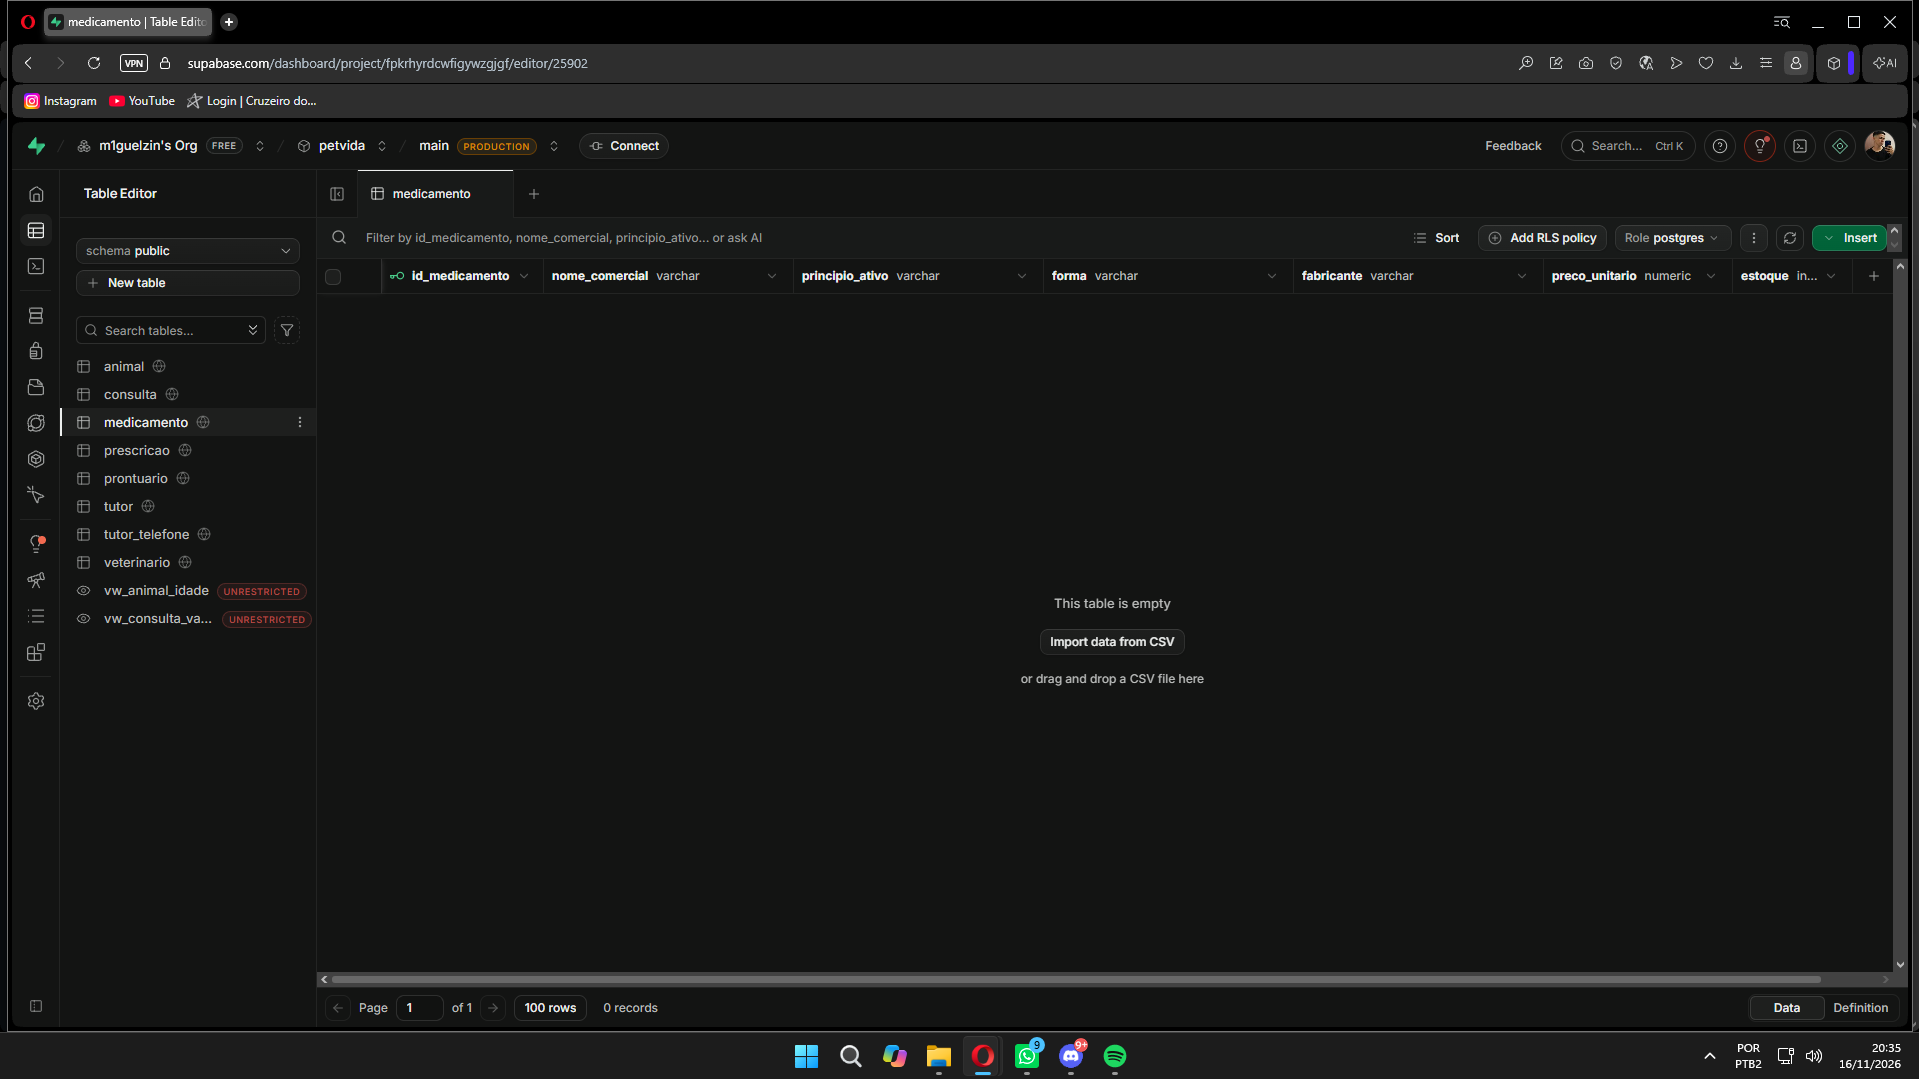 medicamento | Table Edito
VPN
supabase.com/dashboard/project/fpkrhyrdcwfigywzgjgf/editor/25902
AI
Instagram
YouTube
Login | Cruzeiro do...
m1guelzin's Org FREE
petvida
main PRODUCTION
Connect
Feedback
Search... Ctrl K
Table Editor
medicamento
schema public
New table
Search tables...
animal
consulta
medicamento
prescricao
prontuario
tutor
tutor_telefone
veterinario
vw_animal_idade UNRESTRICTED
vw_consulta_va... UNRESTRICTED
Filter by id_medicamento, nome_comercial, principio_ativo... or ask AI
Sort
Add RLS policy
Role postgres
Insert
id_medicamento
nome_comercial varchar
principio_ativo varchar
forma varchar
fabricante varchar
preco_unitario numeric
estoque in...
This table is empty
Import data from CSV
or drag and drop a CSV file here
Page 1 of 1
100 rows
0 records
Data
Definition
9
9+
POR
PTB2
20:35
16/11/2026